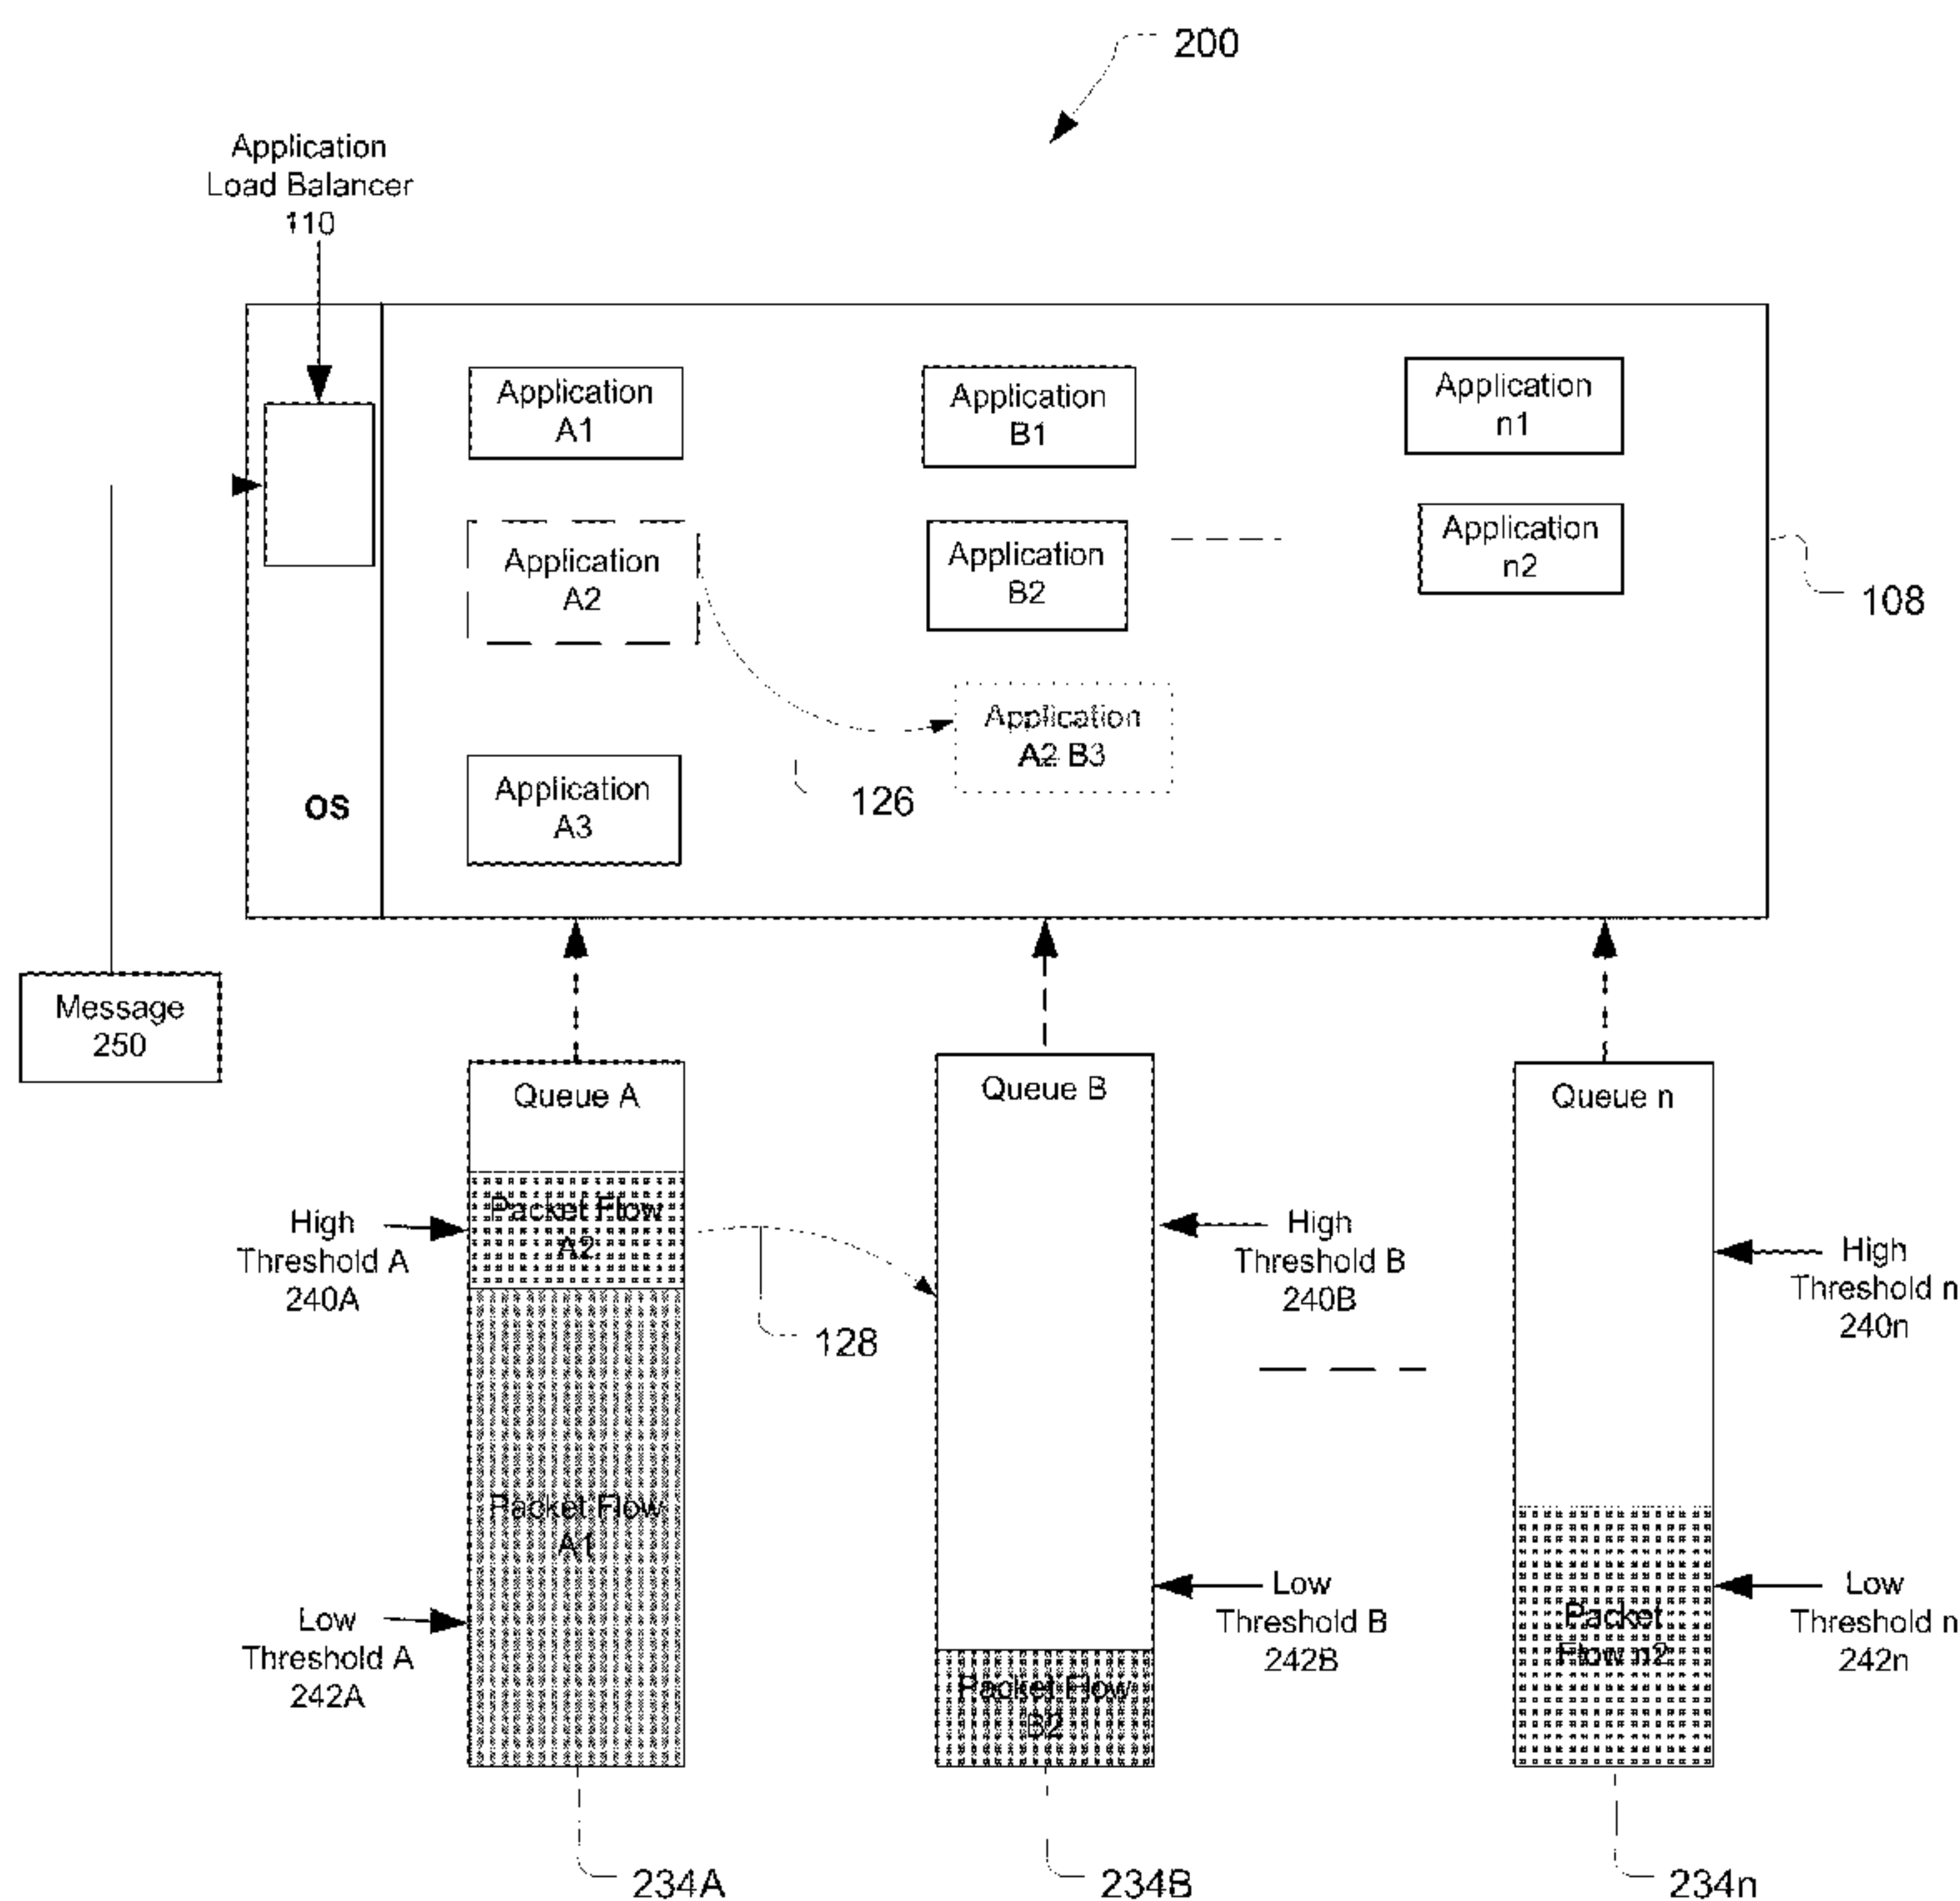 200
Application
Load Balancer
110
Application
A1
Application
B1
Application
n1
Application
A2
Application
B2
Application
n2
108
Application
A2 B3
126
OS
Application
A3
Message
250
Queue A
Queue B
Queue n
Packet Flow
A2
High
Threshold A
240A
High
Threshold B
240B
High
Threshold n
240n
128
Packet Flow
A1
Low
Threshold A
242A
Low
Threshold B
242B
Packet
Flow n2
Low
Threshold n
242n
Packet Flow
B2
234A
234B
234n